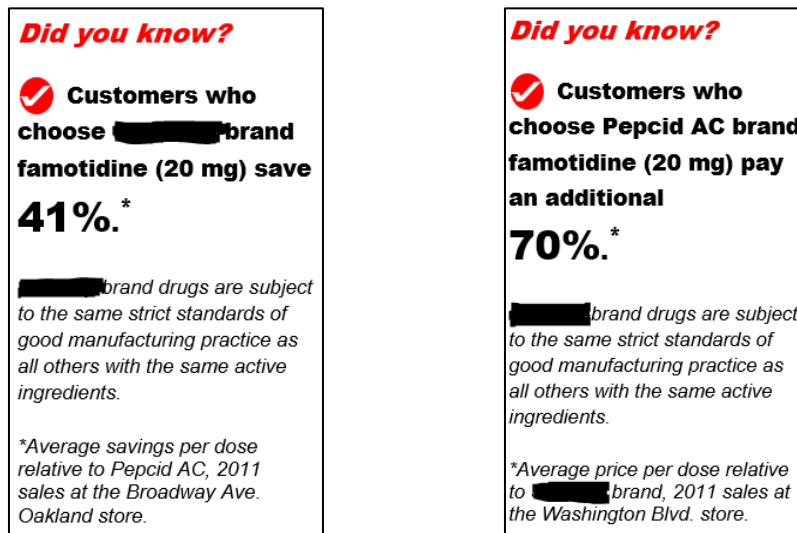 Did you know?
Customers who
choose brand
famotidine (20 mg) save
41%.*
brand drugs are subject
to the same strict standards of
good manufacturing practice as
all others with the same active
ingredients.
*Average savings per dose
relative to Pepcid AC, 2011
sales at the Broadway Ave.
Oakland store.
Did you know?
Customers who
choose Pepcid AC brand
famotidine (20 mg) pay
an additional
70%.*
brand drugs are subject
to the same strict standards of
good manufacturing practice as
all others with the same active
ingredients.
*Average price per dose relative
to brand, 2011 sales at
the Washington Blvd. store.